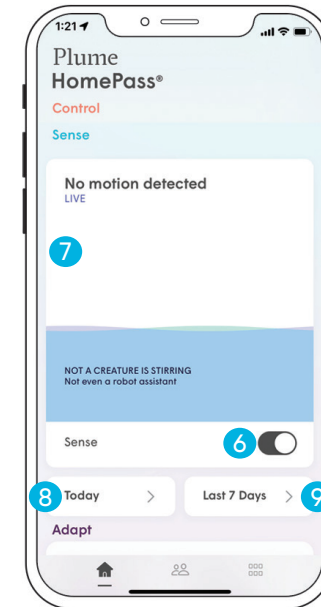 1:21
Plume
HomePass®
Control
Sense
No motion detected
LIVE
7
NOT A CREATURE IS STIRRING
Not even a robot assistant
Sense 6
8 Today Last 7 Days 9
Adapt